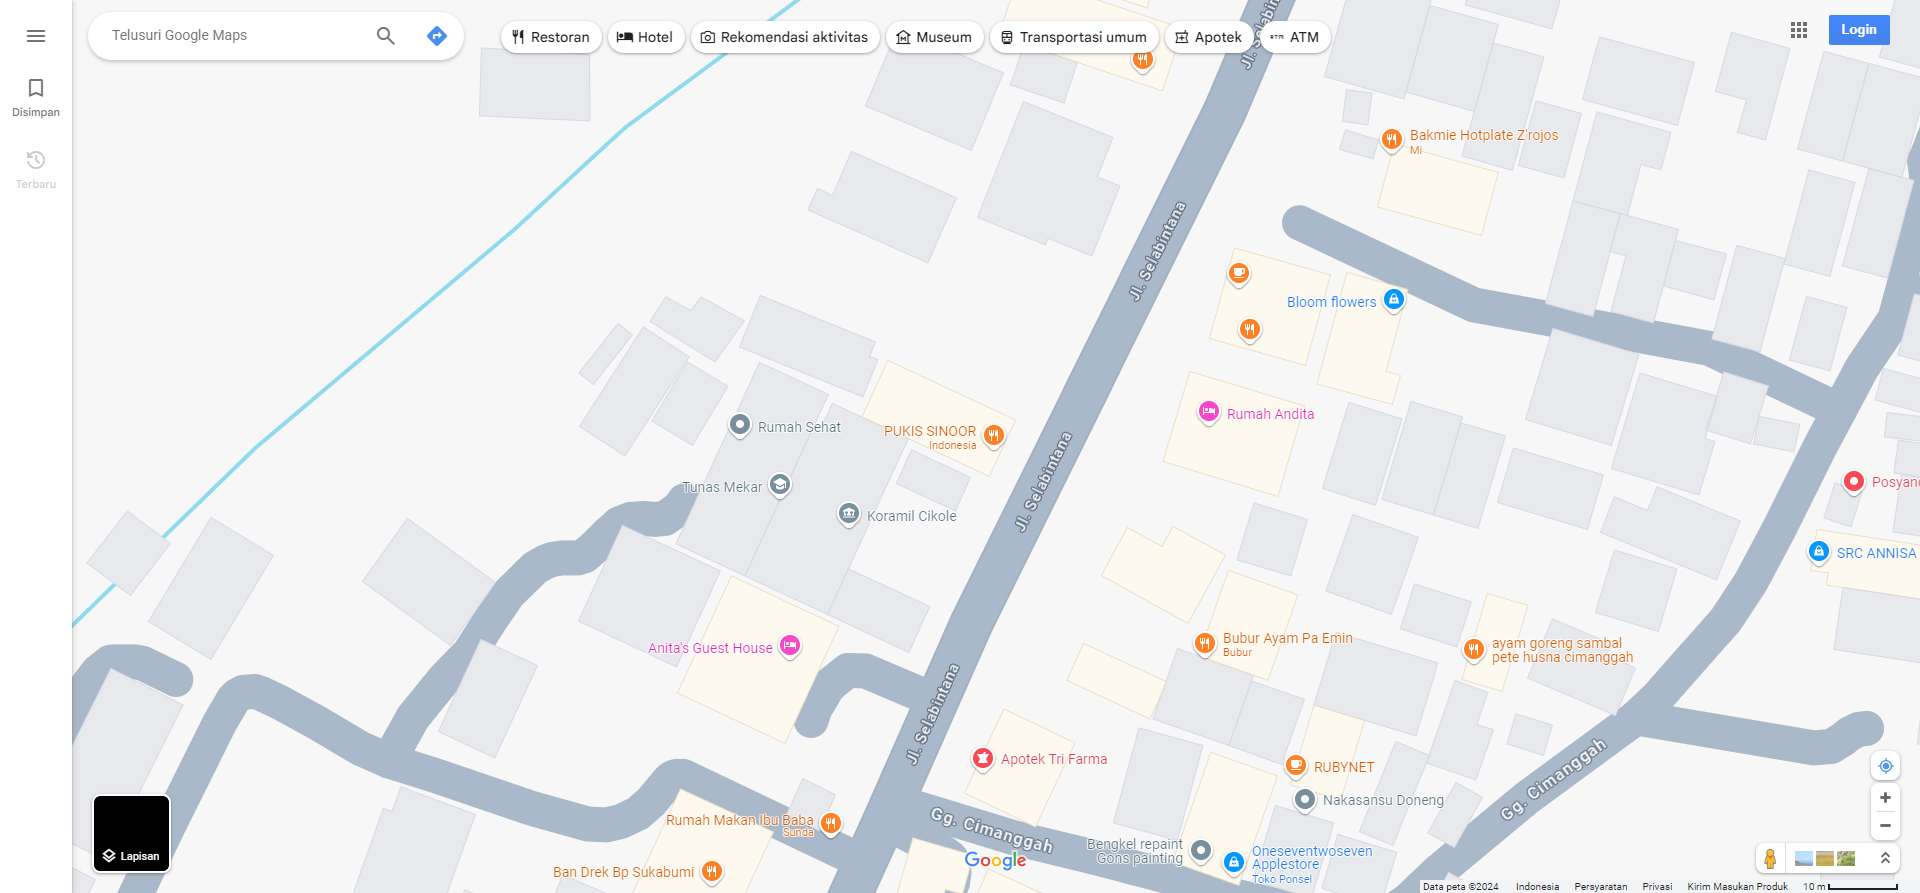 Telusuri Google Maps
Restoran
Hotel
Rekomendasi aktivitas
Museum
Transportasi umum
Apotek
ATM
Login
Disimpan
Terbaru
Jl. Selabintana
Bakmie Hotplate Z'rojos
Mi
Jl. Selabintana
Bloom flowers
Rumah Andita
Rumah Sehat
PUKIS SINOOR
Indonesia
Jl. Selabintana
Tunas Mekar
Koramil Cikole
Posyand
SRC ANNISA
Anita's Guest House
Bubur Ayam Pa Emin
Bubur
ayam goreng sambal
pete husna cimanggah
Jl. Selabintana
Apotek Tri Farma
RUBYNET
Nakasansu Doneng
Gg. Cimanggah
Rumah Makan Ibu Baba
Sunda
Gg. Cimanggah
Bengkel repaint
Gons painting
Oneseventwoseven
Applestore
Toko Ponsel
Ban Drek Bp Sukabumi
Google
Lapisan
Data peta ©2024
Indonesia
Persyaratan
Privasi
Kirim Masukan Produk
10 m